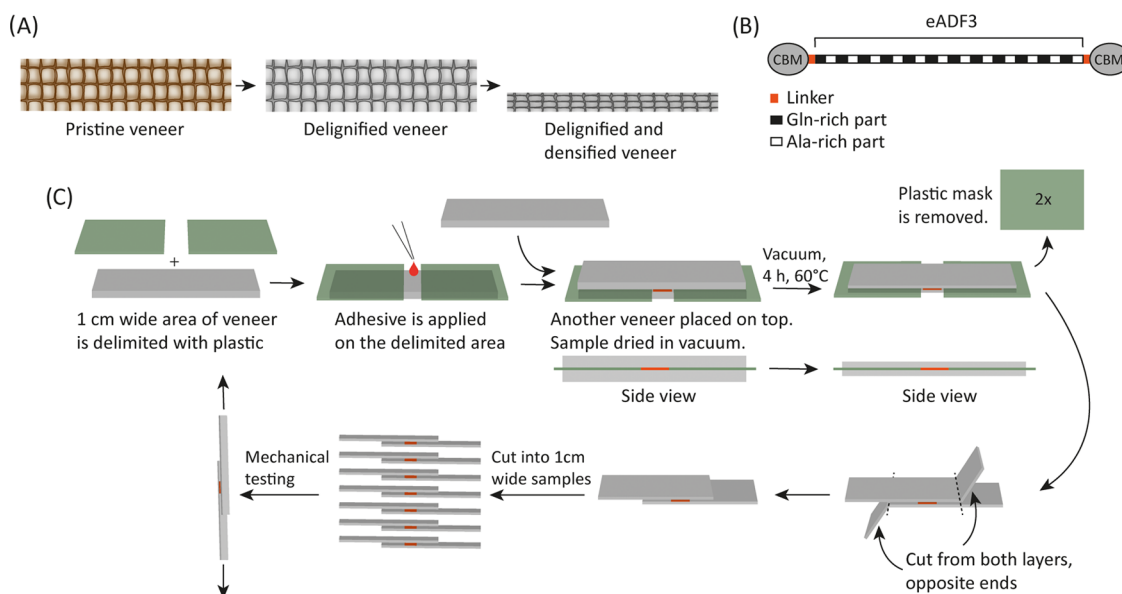 (A)
Pristine veneer
Delignified veneer
Delignified and
densified veneer
(B)
eADF3
CBM
CBM
Linker
Gln-rich part
Ala-rich part
(C)
+
1 cm wide area of veneer
is delimited with plastic
Adhesive is applied
on the delimited area
Another veneer placed on top.
Sample dried in vacuum.
Vacuum,
4 h, 60°C
Plastic mask
is removed.
2x
Side view
Side view
Cut from both layers,
opposite ends
Cut into 1cm
wide samples
Mechanical
testing